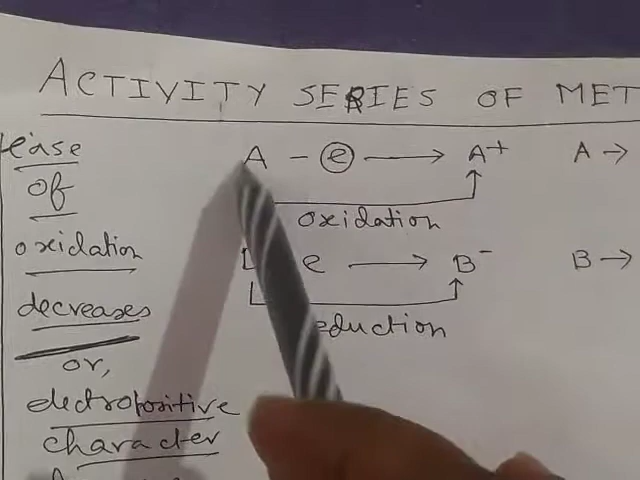 ACTIVITY SERIES OF MET
ease
of
oxidation
decreases
or,
electropositive
character
A - e → A+
oxidation
e → B-
eduction
A →
B →